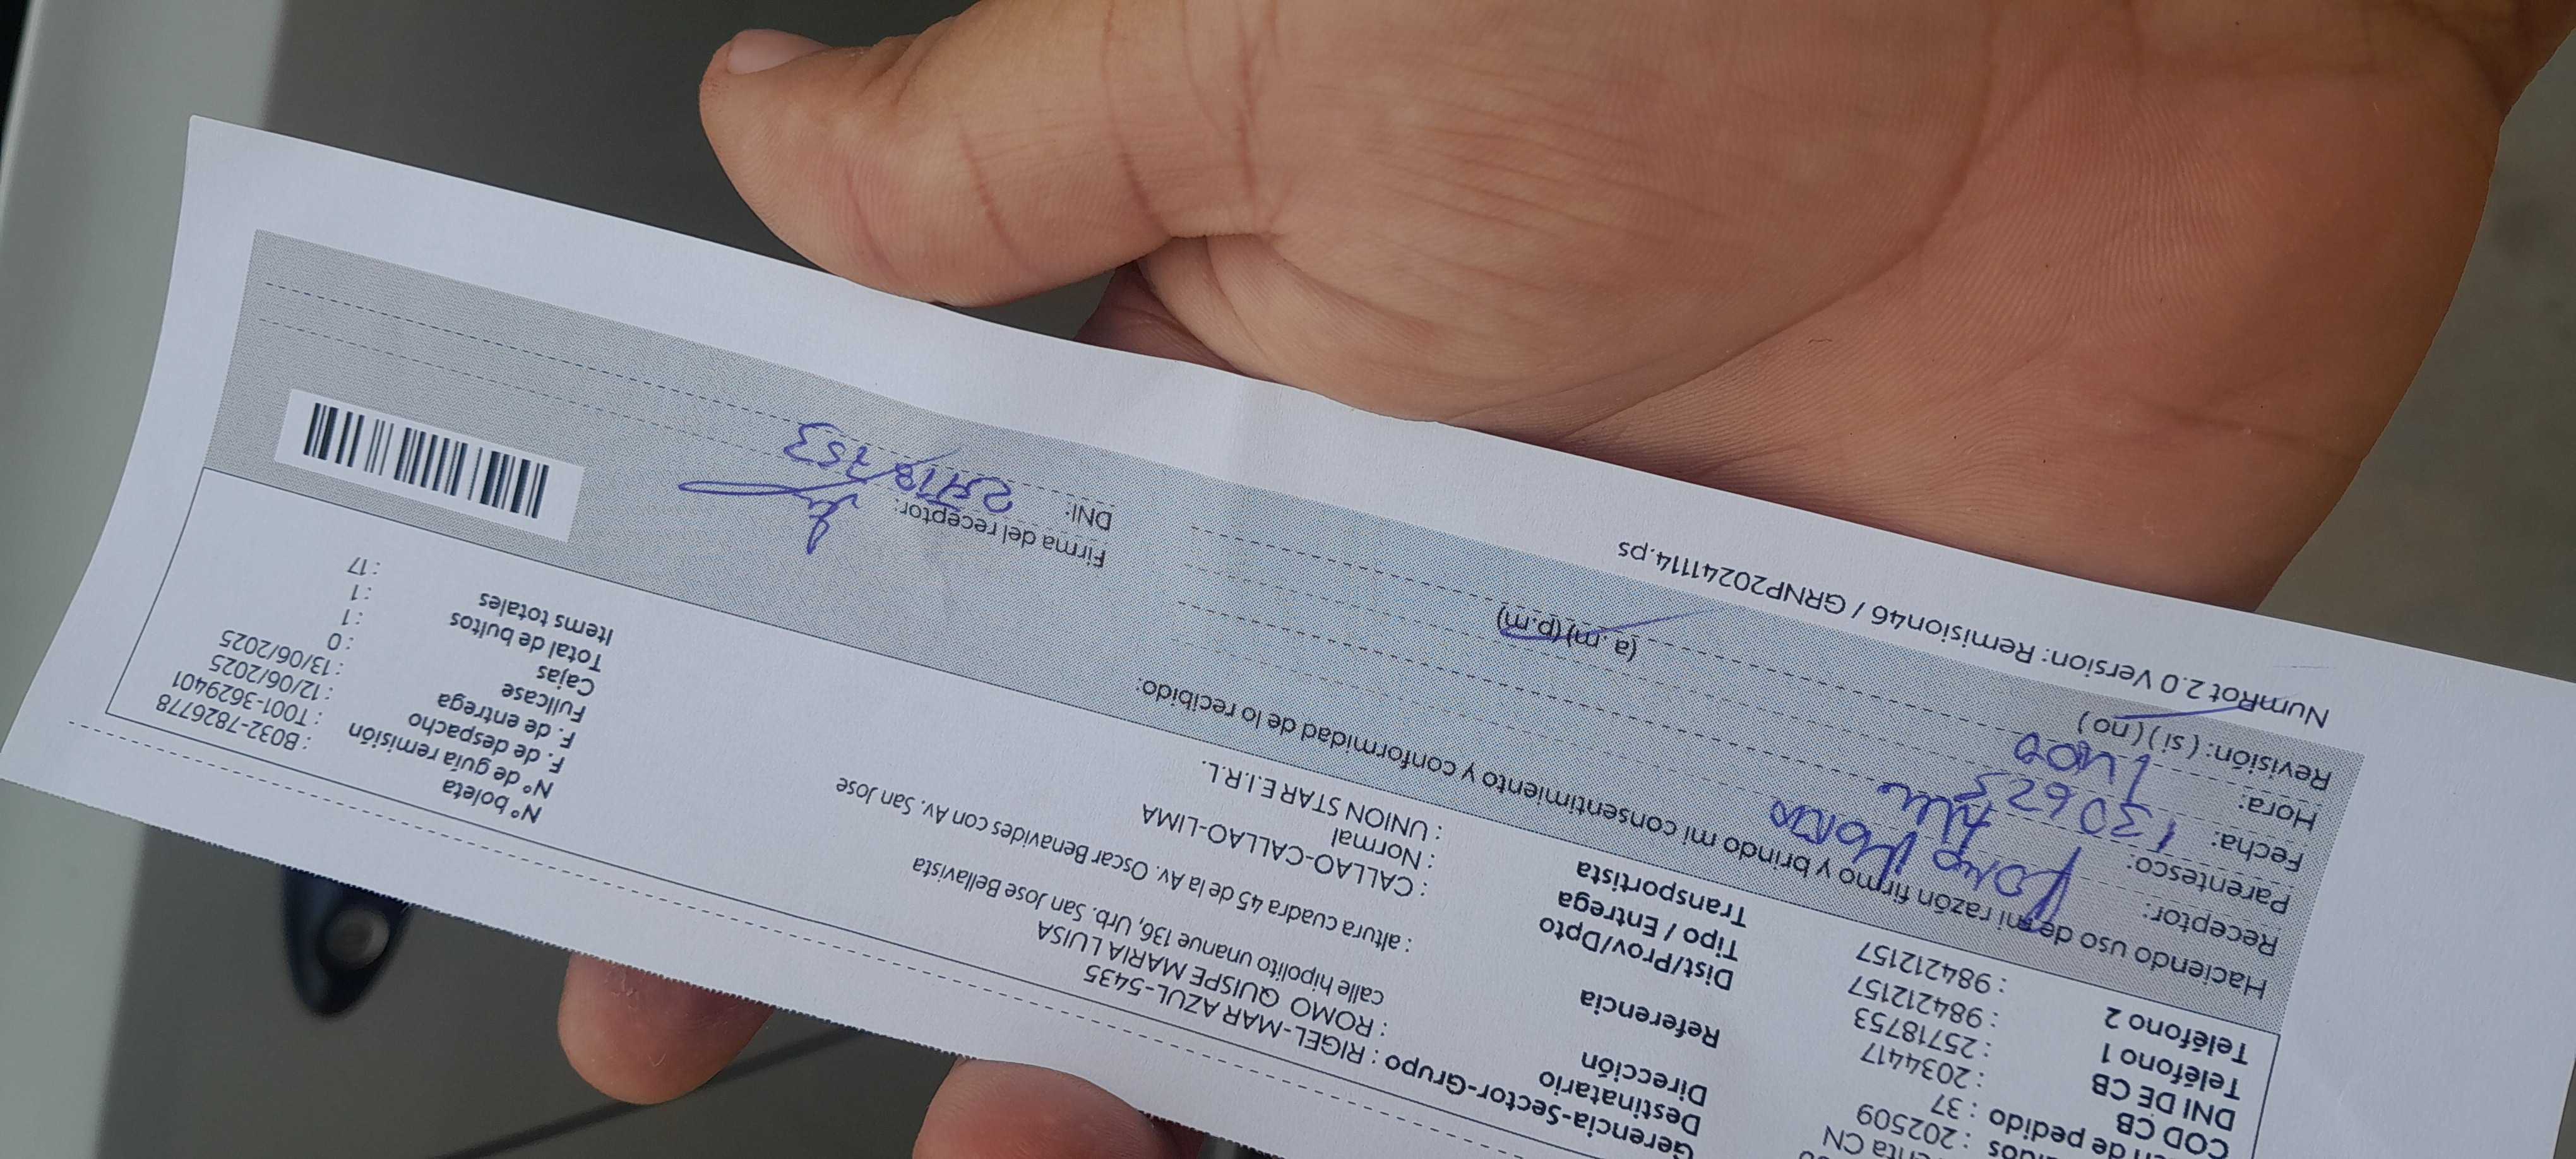 COD CB : 2034417
DNI DE CB : 25718753
Teléfono 1 : 984212157
Teléfono 2 : 984212157
Gerencia-Sector-Grupo : RIGEL-MAR AZUL-5435
Destinatario : ROMO QUISPE MARIA LUISA
Dirección calle hipolito unanue 136, Urb. San Jose Bellavista
Referencia : altura cuadra 45 de la Av. Oscar Benavides con Av. San Jose
Dist/Prov/Dpto : CALLAO-CALLAO-LIMA
Tipo / Entrega : Normal
Transportista : UNION STAR E.I.R.L.
N° boleta : B032-7826778
N° de guía remisión : T001-3629401
F. de despacho : 12/06/2025
F. de entrega : 13/06/2025
Fullcase : 0
Cajas : 1
Total de bultos : 1
Items totales : 17
Haciendo uso de mi razón firmo y brindo mi consentimiento y conformidad de lo recibido:
Receptor: Romo
Parentesco:
Fecha: 130625
Hora: 1400 (a.m)(p.m)
Revisión: ( si ) ( no )
Firma del receptor:
DNI: 25718753
NumRot 2.0 Version: Remision46 / GRNP20241114.ps